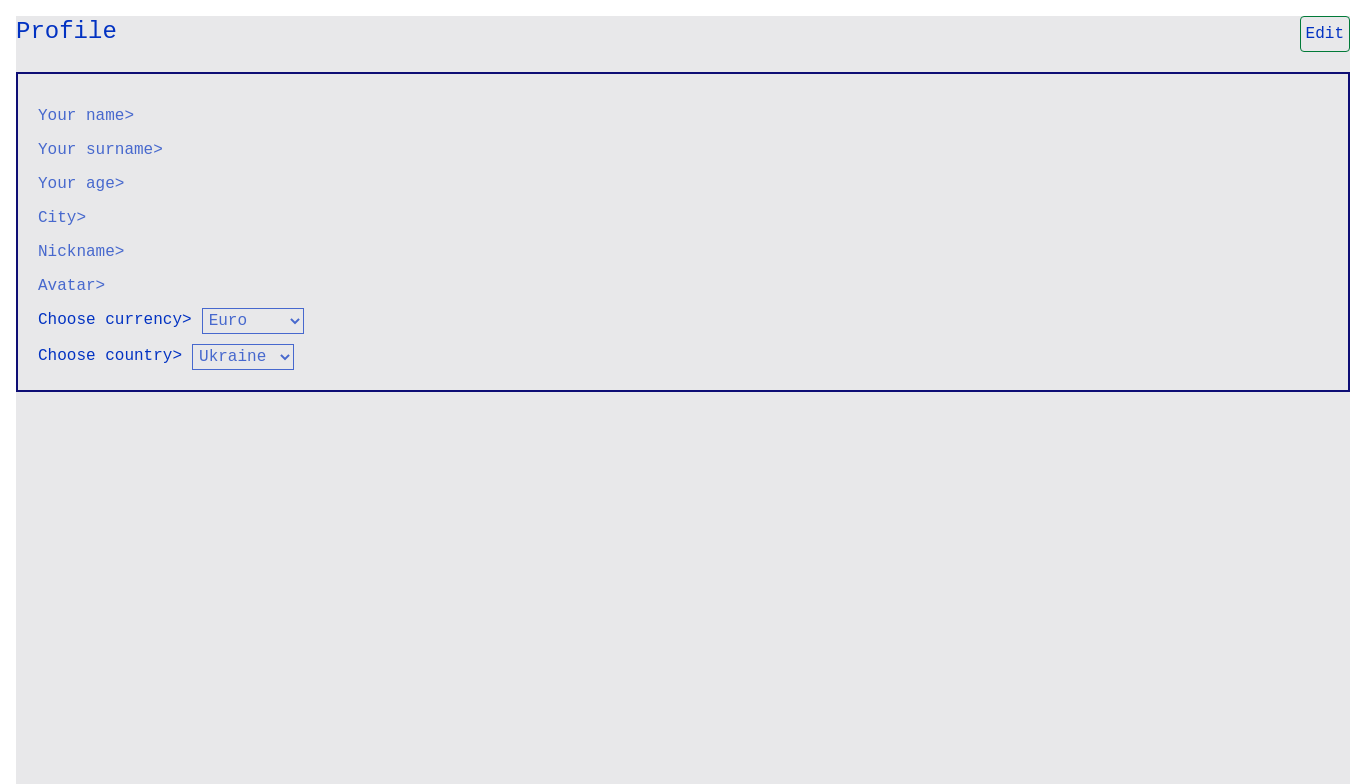 Profile
Edit
Your name>
Your surname>
Your age>
City>
Nickname>
Avatar>
Choose currency> Euro
Choose country> Ukraine